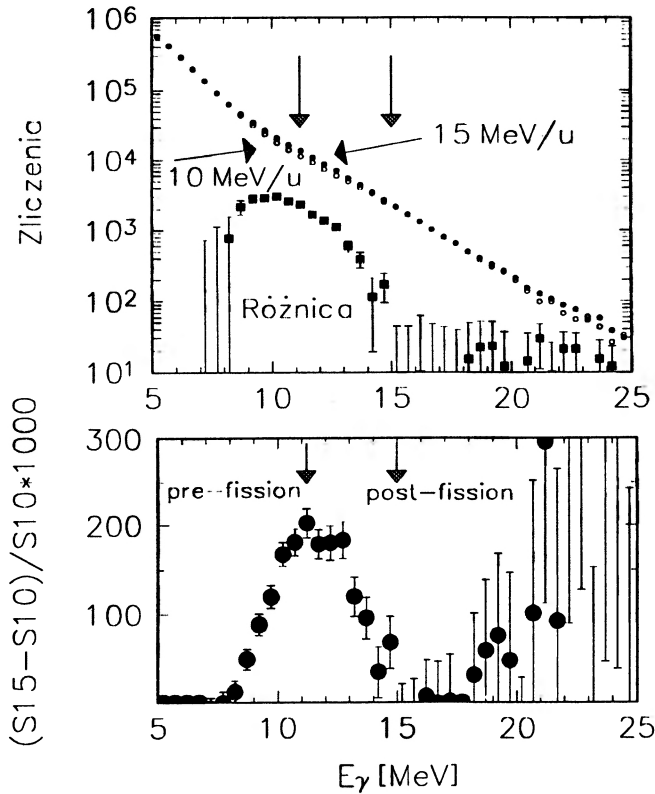 10⁶
10⁵
10⁴
10³
10²
10¹
Zliczenic
15 MeV/u
10 MeV/u
Różnica
5 10 15 20 25
300
200
100
(S15-S10)/S10*1000
pre-fission post-fission
5 10 15 20 25
Eγ [MeV]